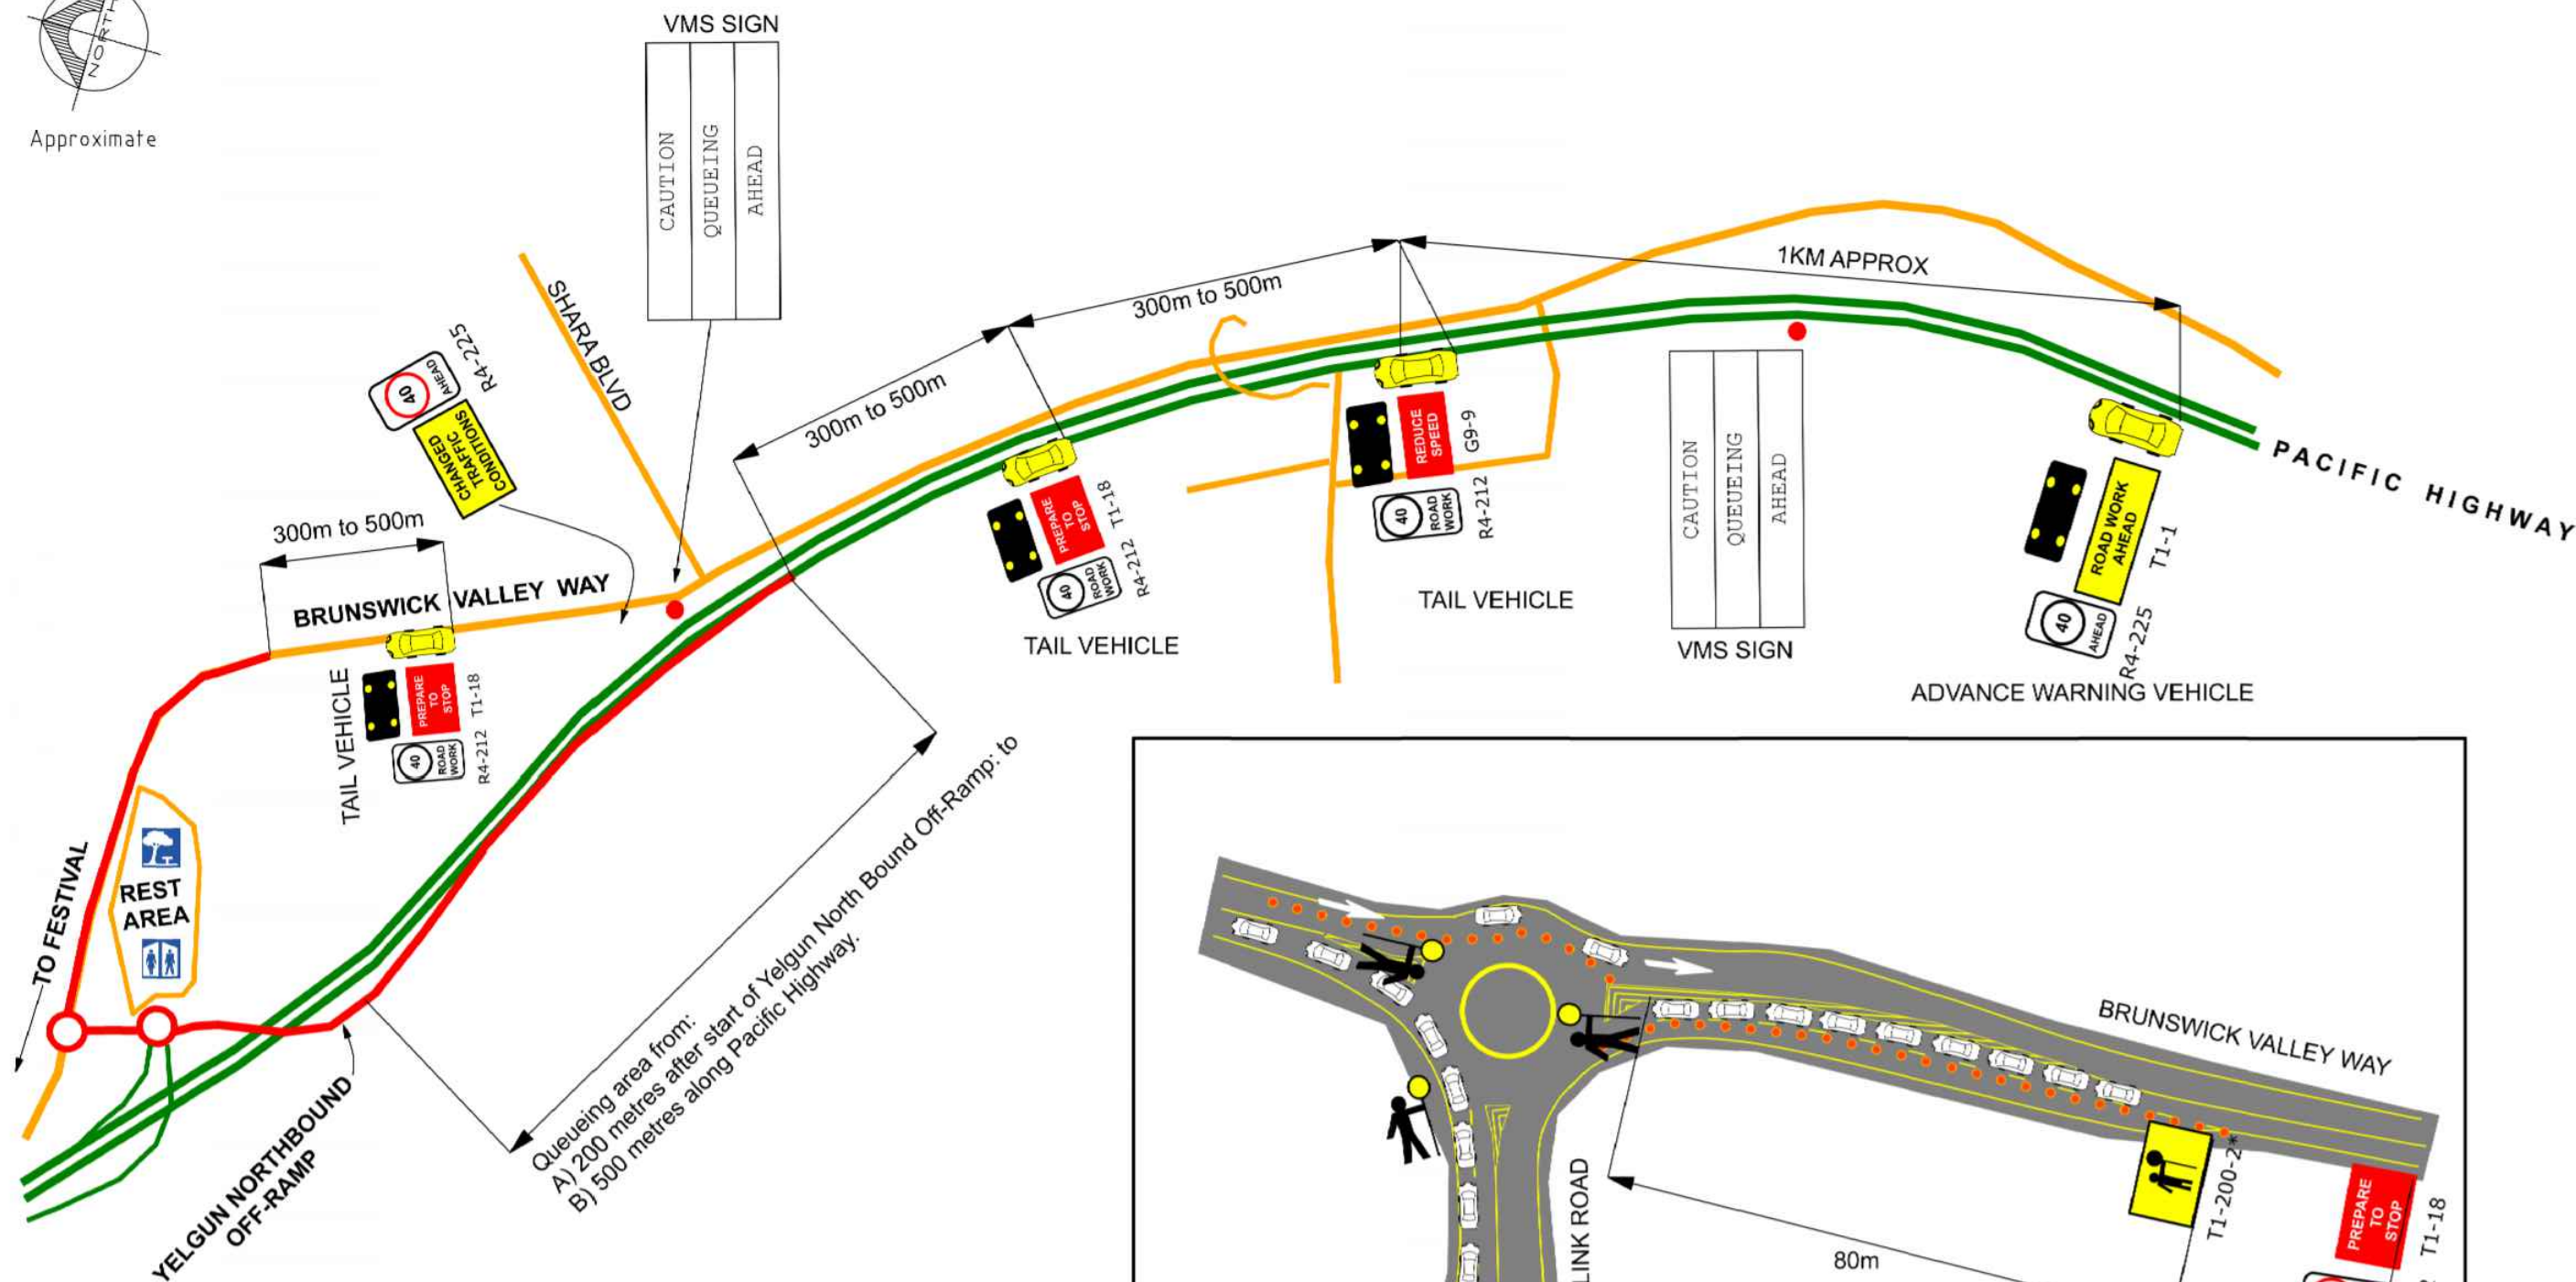 NORTH
Approximate
VMS SIGN
CAUTION
QUEUEING
AHEAD
SHARA BLVD
R4-225
40
AHEAD
CHANGED
TRAFFIC
CONDITIONS
300m to 500m
300m to 500m
300m to 500m
1KM APPROX
BRUNSWICK VALLEY WAY
TAIL VEHICLE
PREPARE
TO
STOP
40
ROAD
WORK
R4-212 T1-18
PREPARE
TO
STOP
40
ROAD
WORK
R4-212 T1-18
TAIL VEHICLE
REDUCE
SPEED
G9-9
40
ROAD
WORK
R4-212
TAIL VEHICLE
CAUTION
QUEUEING
AHEAD
VMS SIGN
ROAD WORK
AHEAD
T1-1
40
AHEAD
R4-225
ADVANCE WARNING VEHICLE
PACIFIC HIGHWAY
TO FESTIVAL
REST
AREA
YELGUN NORTHBOUND
OFF-RAMP
Queueing area from:
A) 200 metres after start of Yelgun North Bound Off-Ramp: to
B) 500 metres along Pacific Highway.
BRUNSWICK VALLEY WAY
LINK ROAD
80m
T1-200-2*
PREPARE
TO
STOP
T1-18